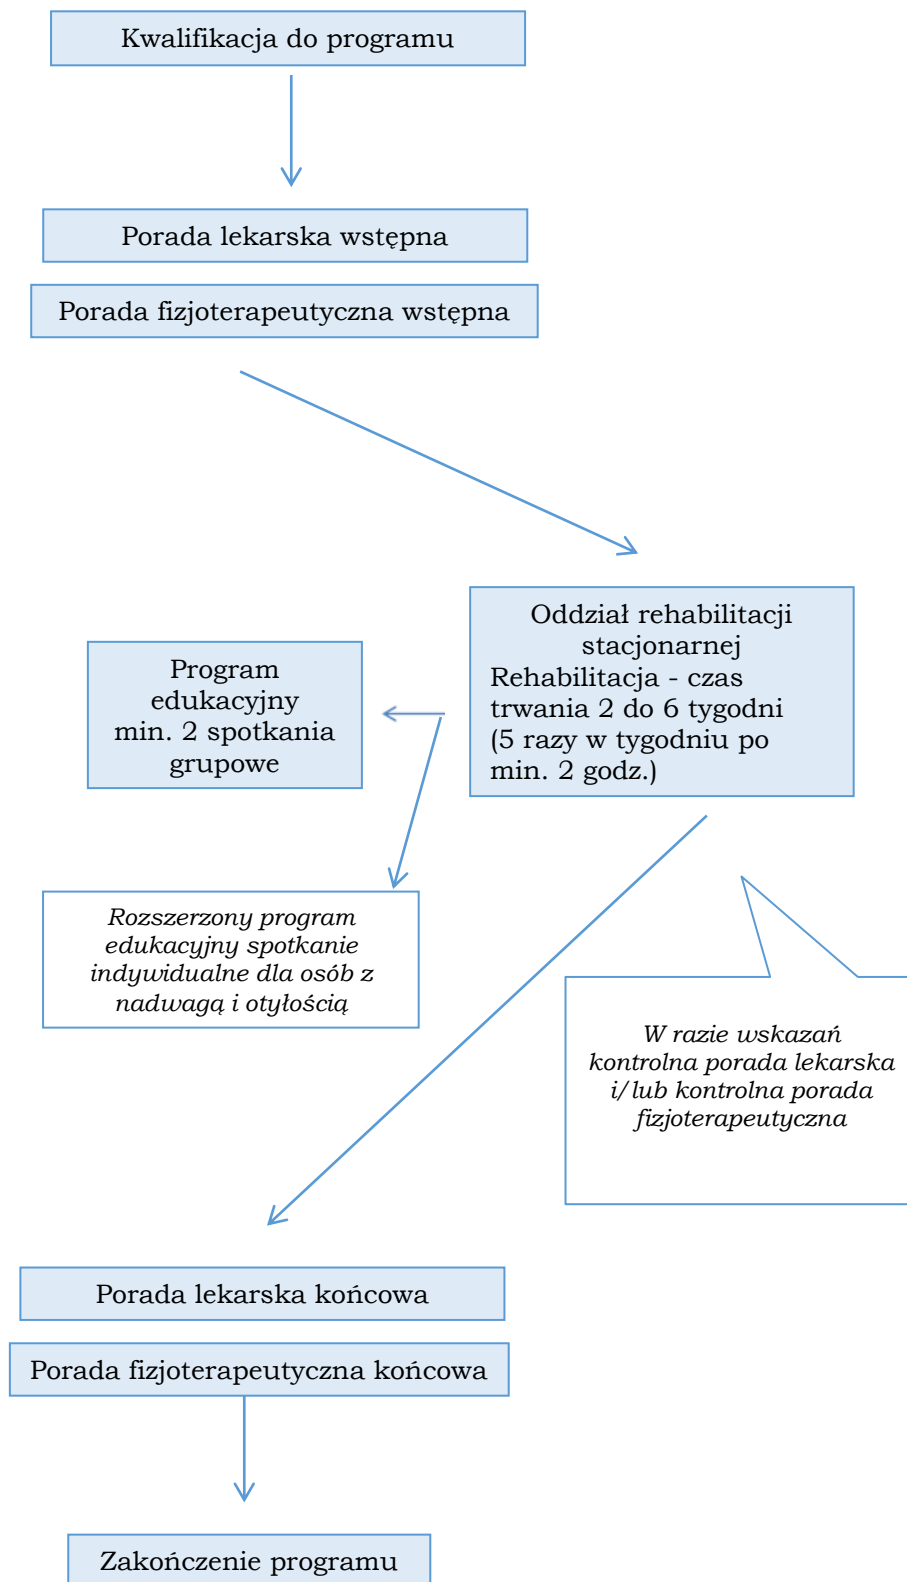 Kwalifikacja do programu
Porada lekarska wstępna
Porada fizjoterapeutyczna wstępna
Oddział rehabilitacji
stacjonarnej
Rehabilitacja - czas
trwania 2 do 6 tygodni
(5 razy w tygodniu po
min. 2 godz.)
Program
edukacyjny
min. 2 spotkania
grupowe
Rozszerzony program
edukacyjny spotkanie
indywidualne dla osób z
nadwagą i otyłością
W razie wskazań
kontrolna porada lekarska
i/lub kontrolna porada
fizjoterapeutyczna
Porada lekarska końcowa
Porada fizjoterapeutyczna końcowa
Zakończenie programu